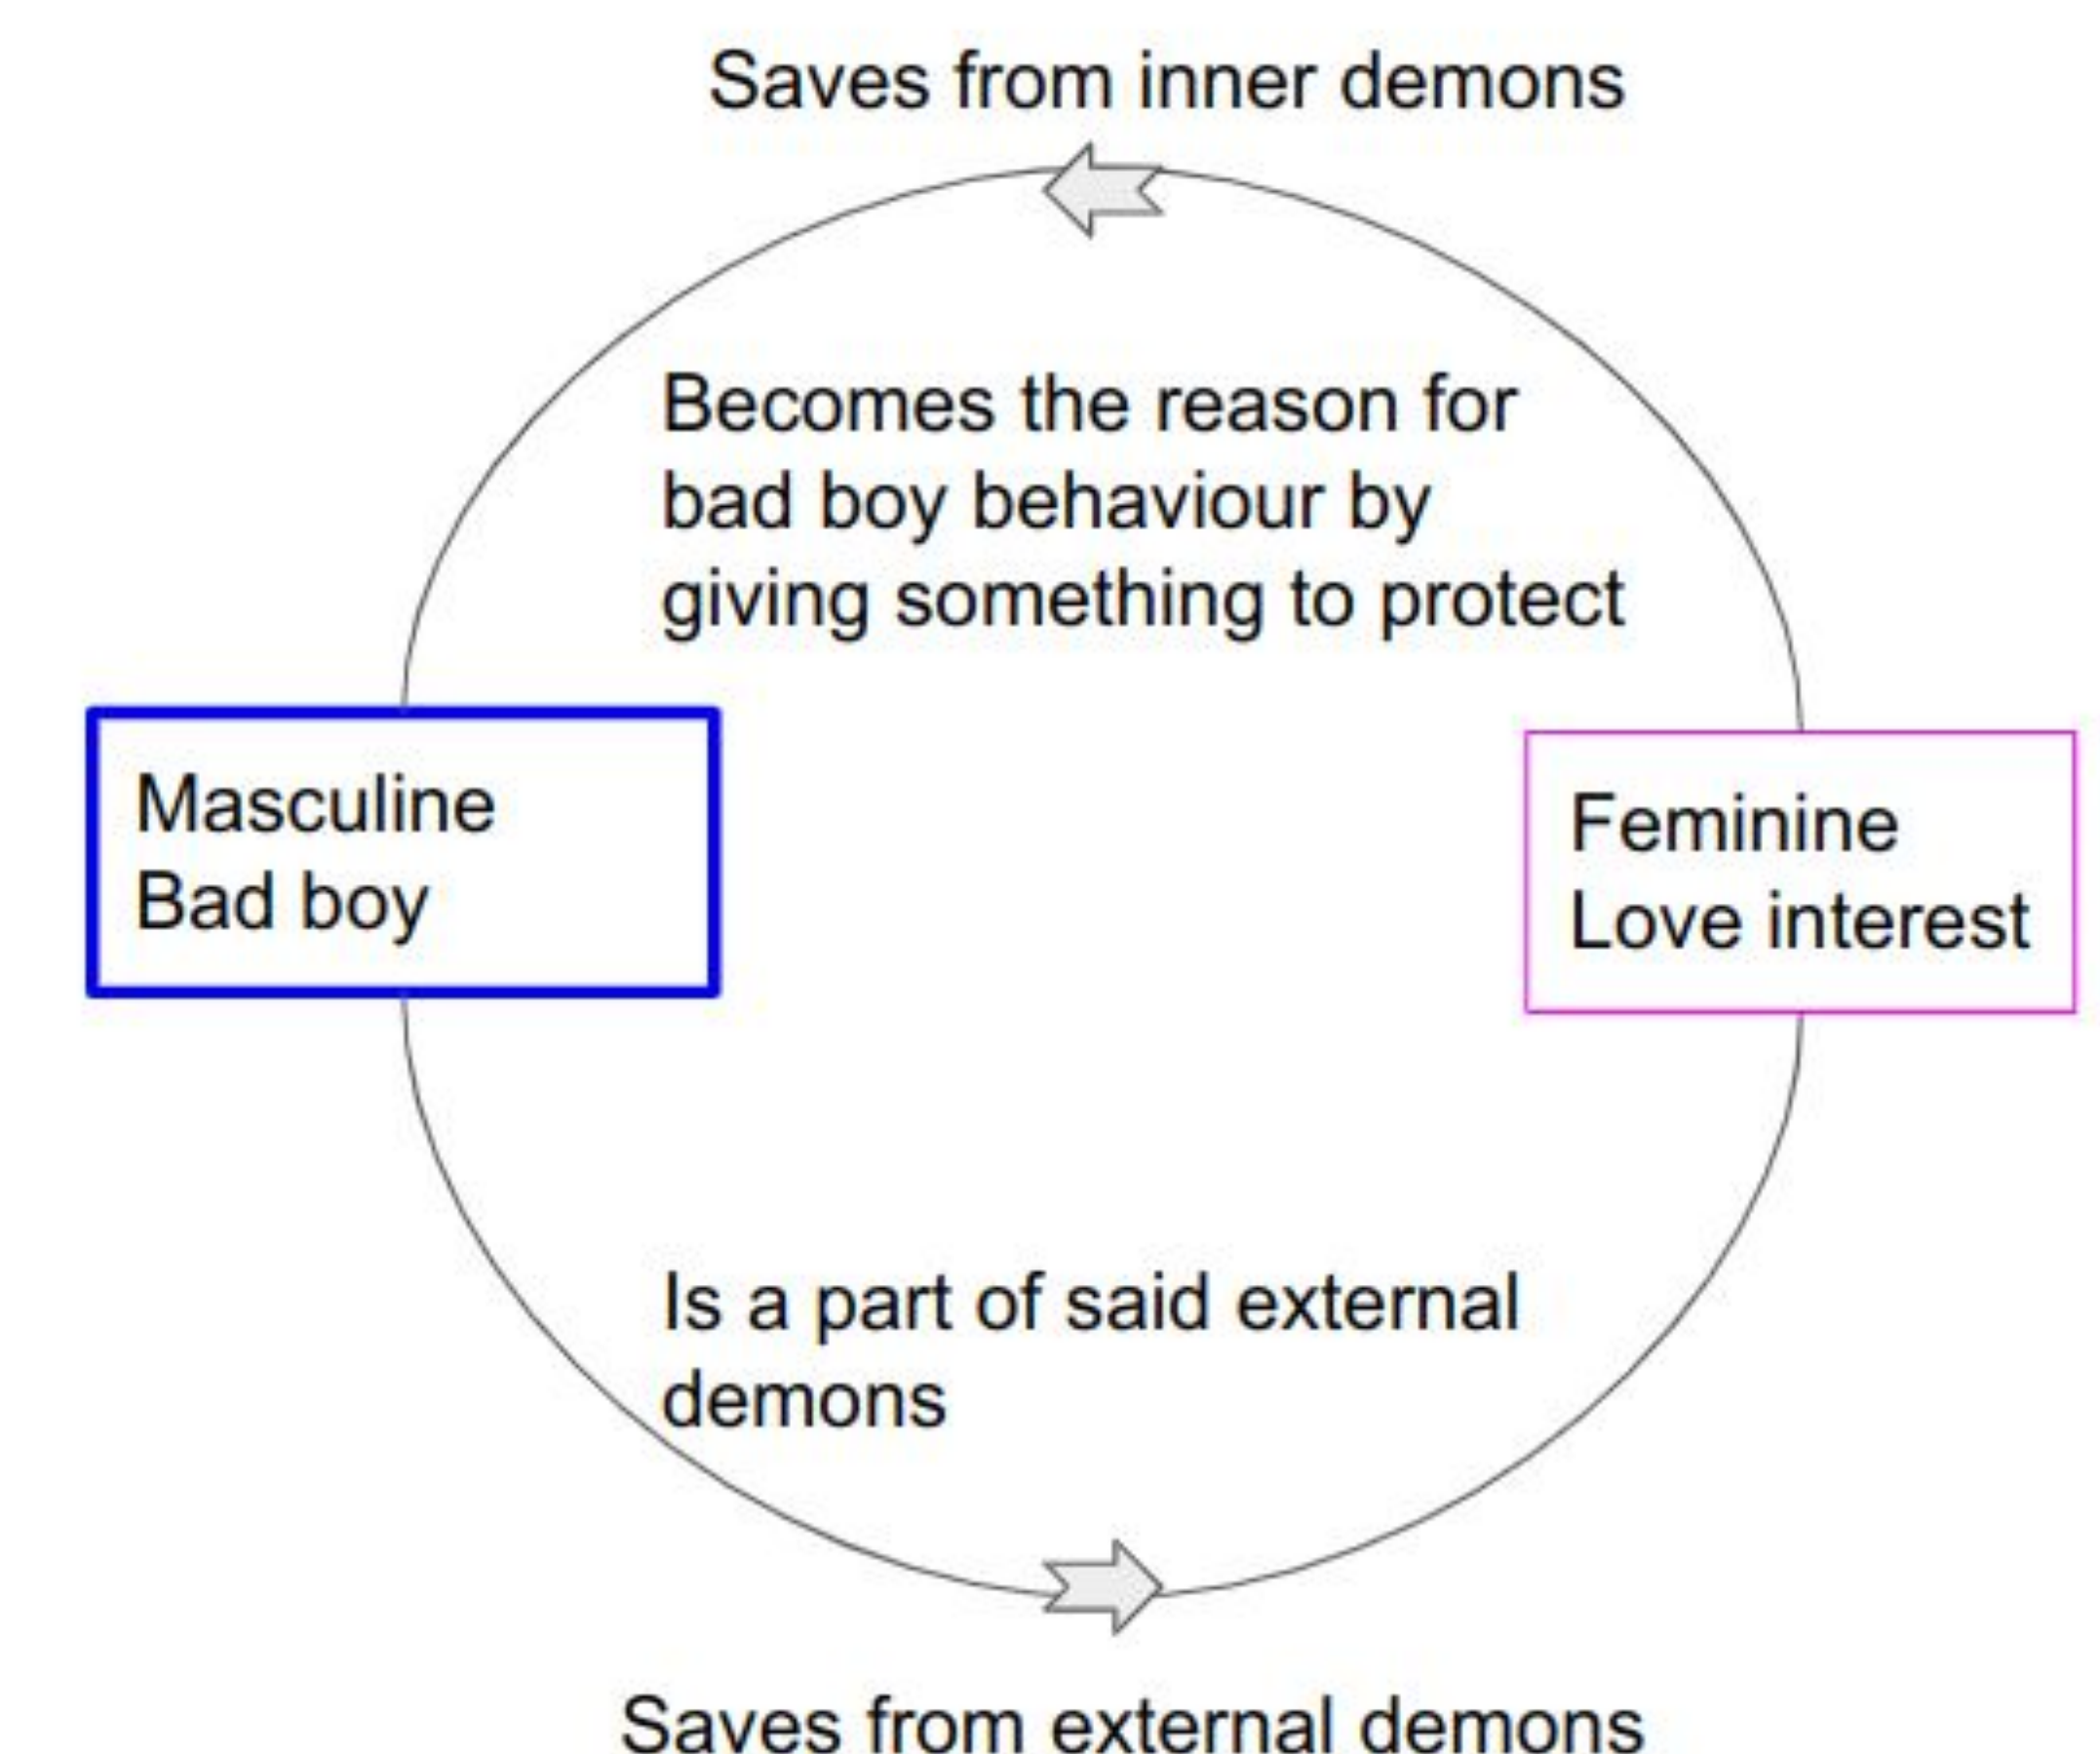 Saves from inner demons
Becomes the reason for
bad boy behaviour by
giving something to protect
Masculine
Bad boy
Feminine
Love interest
Is a part of said external
demons
Saves from external demons